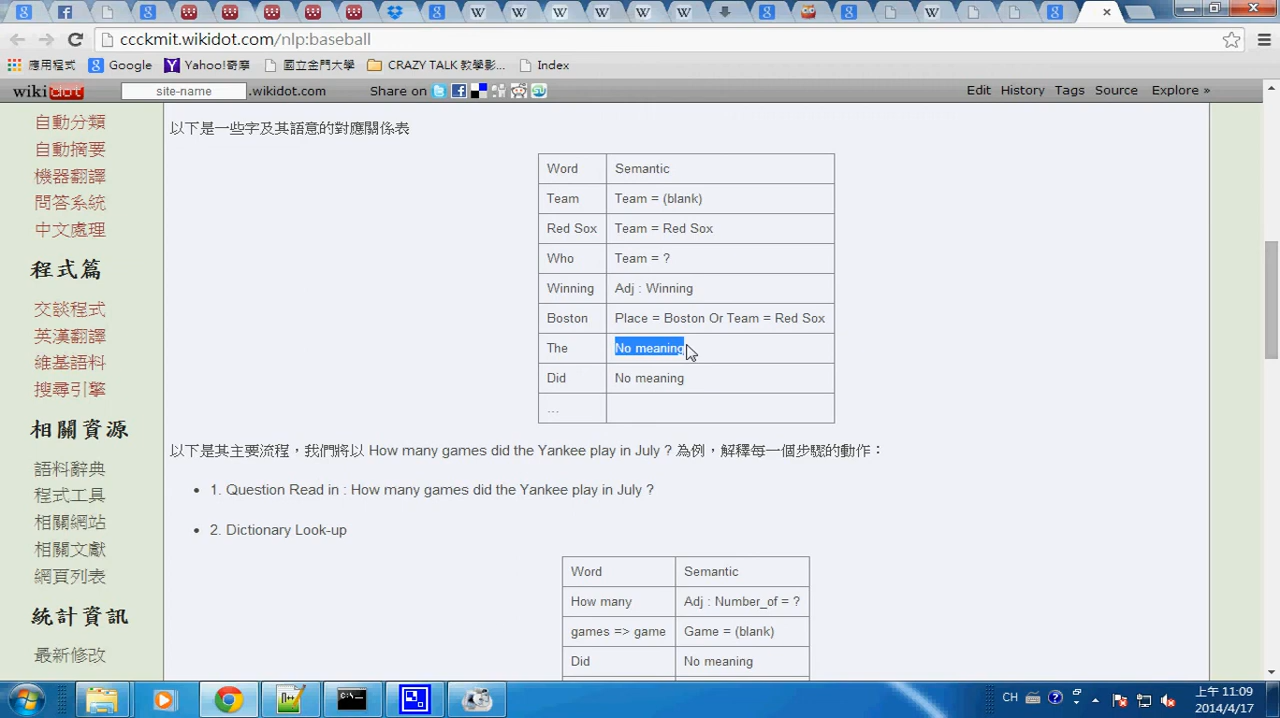 ccckmit.wikidot.com/nlp:baseball
應用程式 Google Yahoo!奇摩 國立金門大學 CRAZY TALK 教學影... Index
wikidot site-name .wikidot.com Share on Edit History Tags Source Explore »
自動分類
自動摘要
機器翻譯
問答系統
中文處理
程式篇
交談程式
英漢翻譯
維基語料
搜尋引擎
相關資源
語料辭典
程式工具
相關網站
相關文獻
網頁列表
統計資訊
最新修改
以下是一些字及其語意的對應關係表
Word Semantic
Team Team = (blank)
Red Sox Team = Red Sox
Who Team = ?
Winning Adj : Winning
Boston Place = Boston Or Team = Red Sox
The No meaning
Did No meaning
…
以下是其主要流程，我們將以 How many games did the Yankee play in July ? 為例，解釋每一個步驟的動作：
1. Question Read in : How many games did the Yankee play in July ?
2. Dictionary Look-up
Word Semantic
How many Adj : Number_of = ?
games => game Game = (blank)
Did No meaning
CH 上午 11:09
2014/4/17